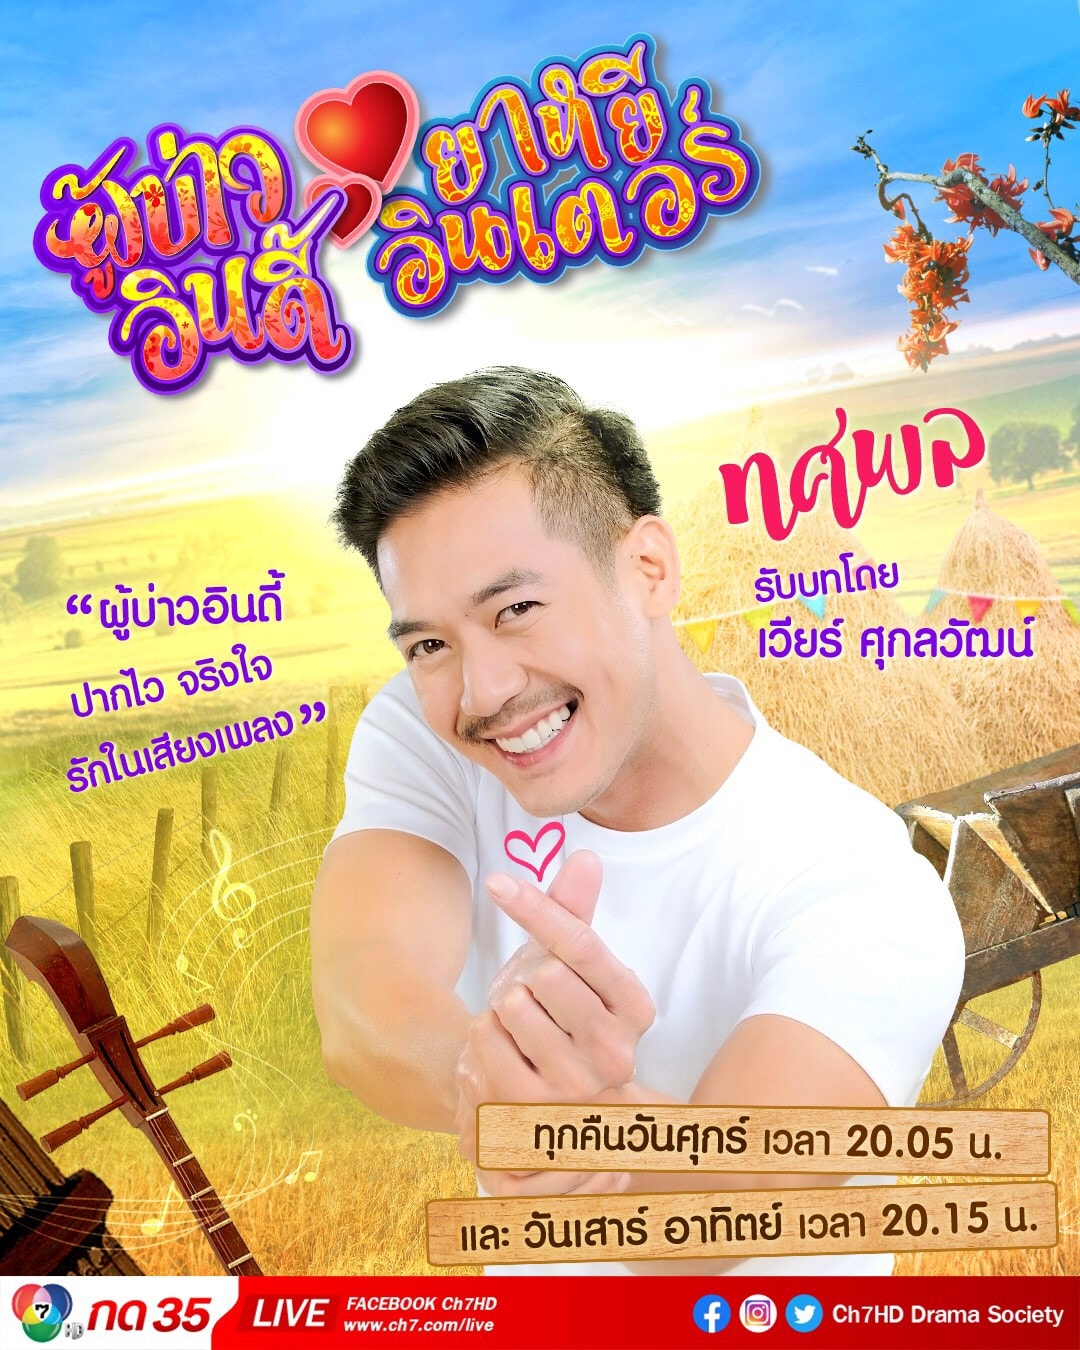 ผู้บ่าว
อินดี้
ยาหยี
อินเตอร์
ทศพล
รับบทโดย
เวียร์ ศุกลวัฒน์
“ผู้บ่าวอินดี้
ปากไว จริงใจ
รักในเสียงเพลง”
ทุกคืนวันศุกร์ เวลา 20.05 น.
และ วันเสาร์ อาทิตย์ เวลา 20.15 น.
7 HD กด 35
LIVE
FACEBOOK Ch7HD
www.ch7.com/live
Ch7HD Drama Society